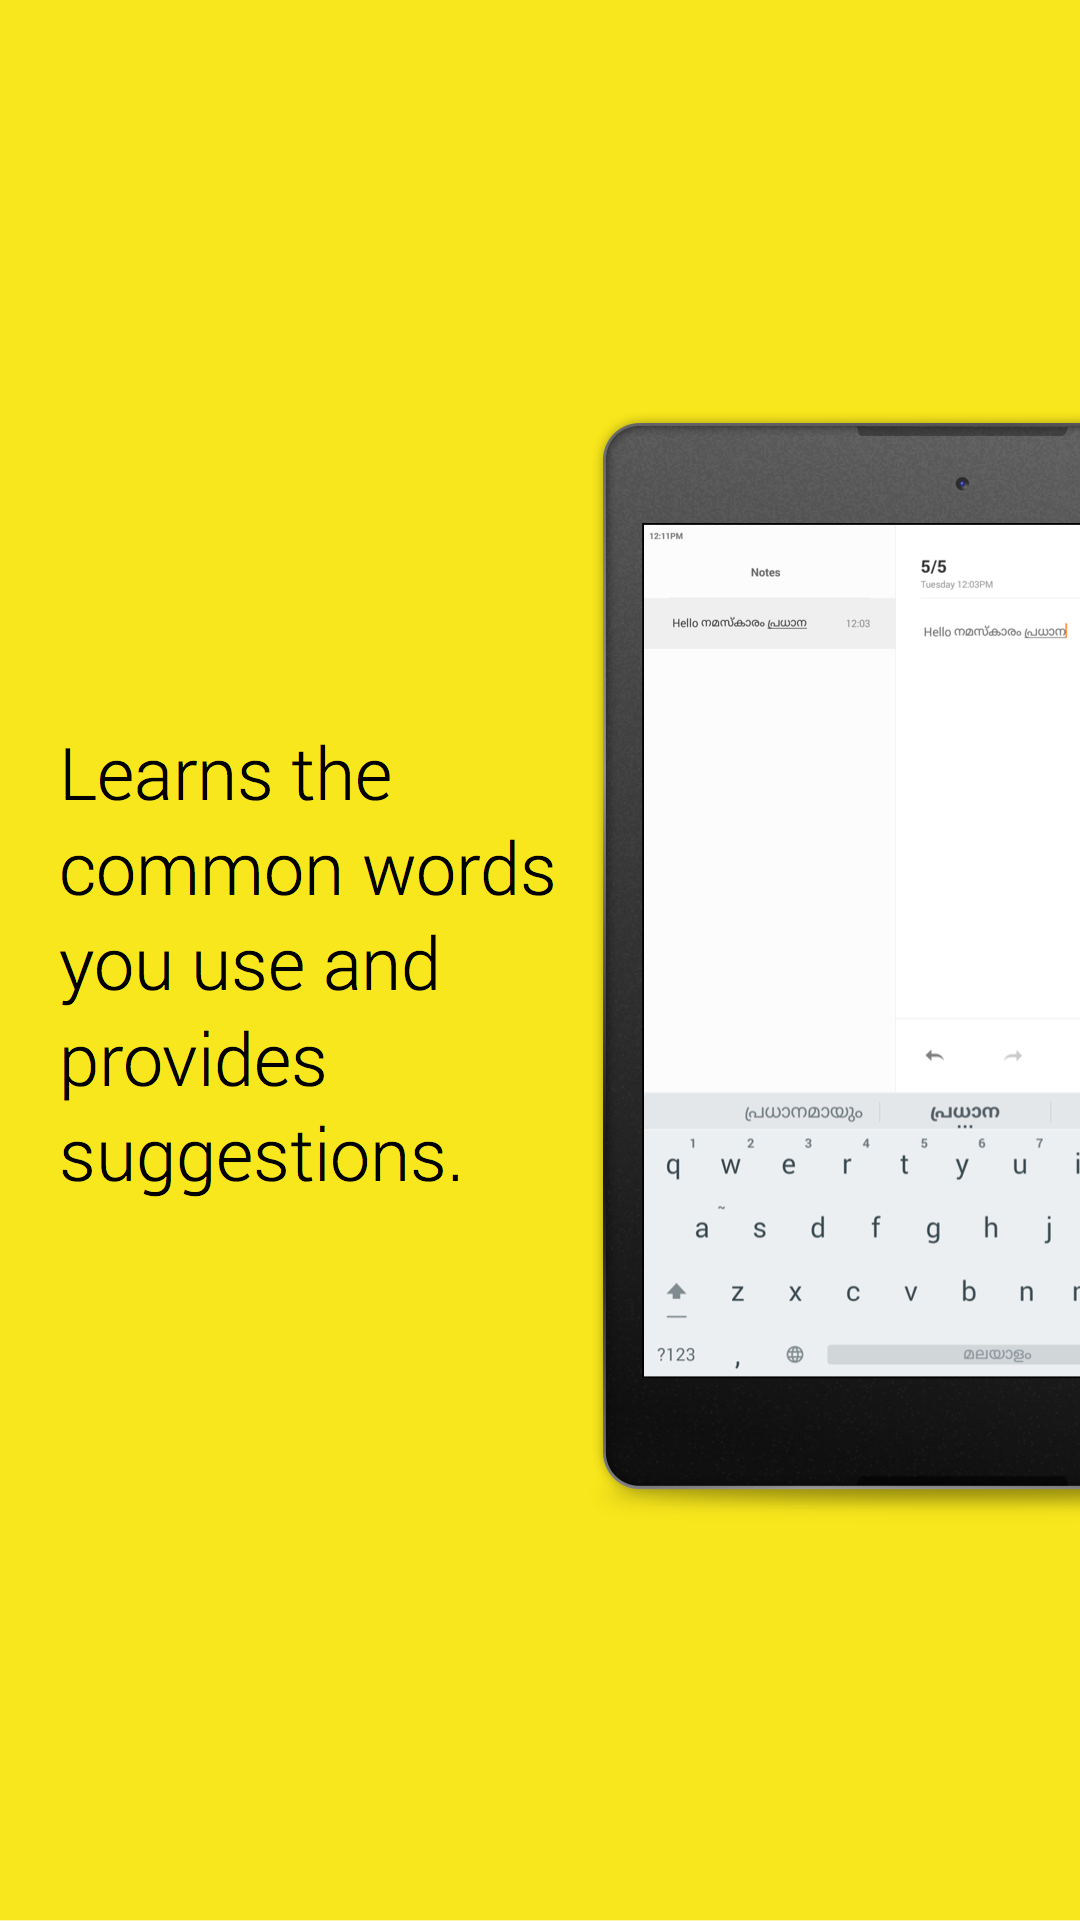 Learns the
common words
you use and
provides
suggestions.
12:11PM
Notes
Hello നമസ്കാരം പ്രധാന 12:03
5/5
Tuesday 12:03PM
Hello നമസ്കാരം പ്രധാന
പ്രധാനമായും പ്രധാന
1 2 3 4 5 6 7
q w e r t y u i
~
a s d f g h j
z x c v b n
?123 , മലയാളം